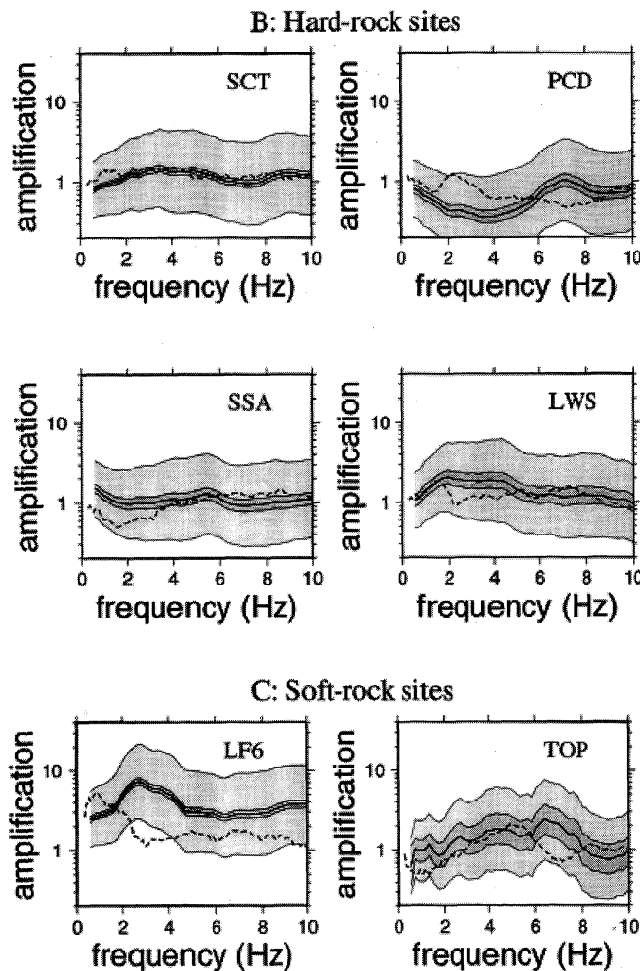 B: Hard-rock sites
SCT
amplification
10
1
0 2 4 6 8 10
frequency (Hz)
PCD
amplification
10
1
0 2 4 6 8 10
frequency (Hz)
SSA
amplification
10
1
0 2 4 6 8 10
frequency (Hz)
LWS
amplification
10
1
0 2 4 6 8 10
frequency (Hz)
C: Soft-rock sites
LF6
amplification
10
1
0 2 4 6 8 10
frequency (Hz)
TOP
amplification
10
1
0 2 4 6 8 10
frequency (Hz)